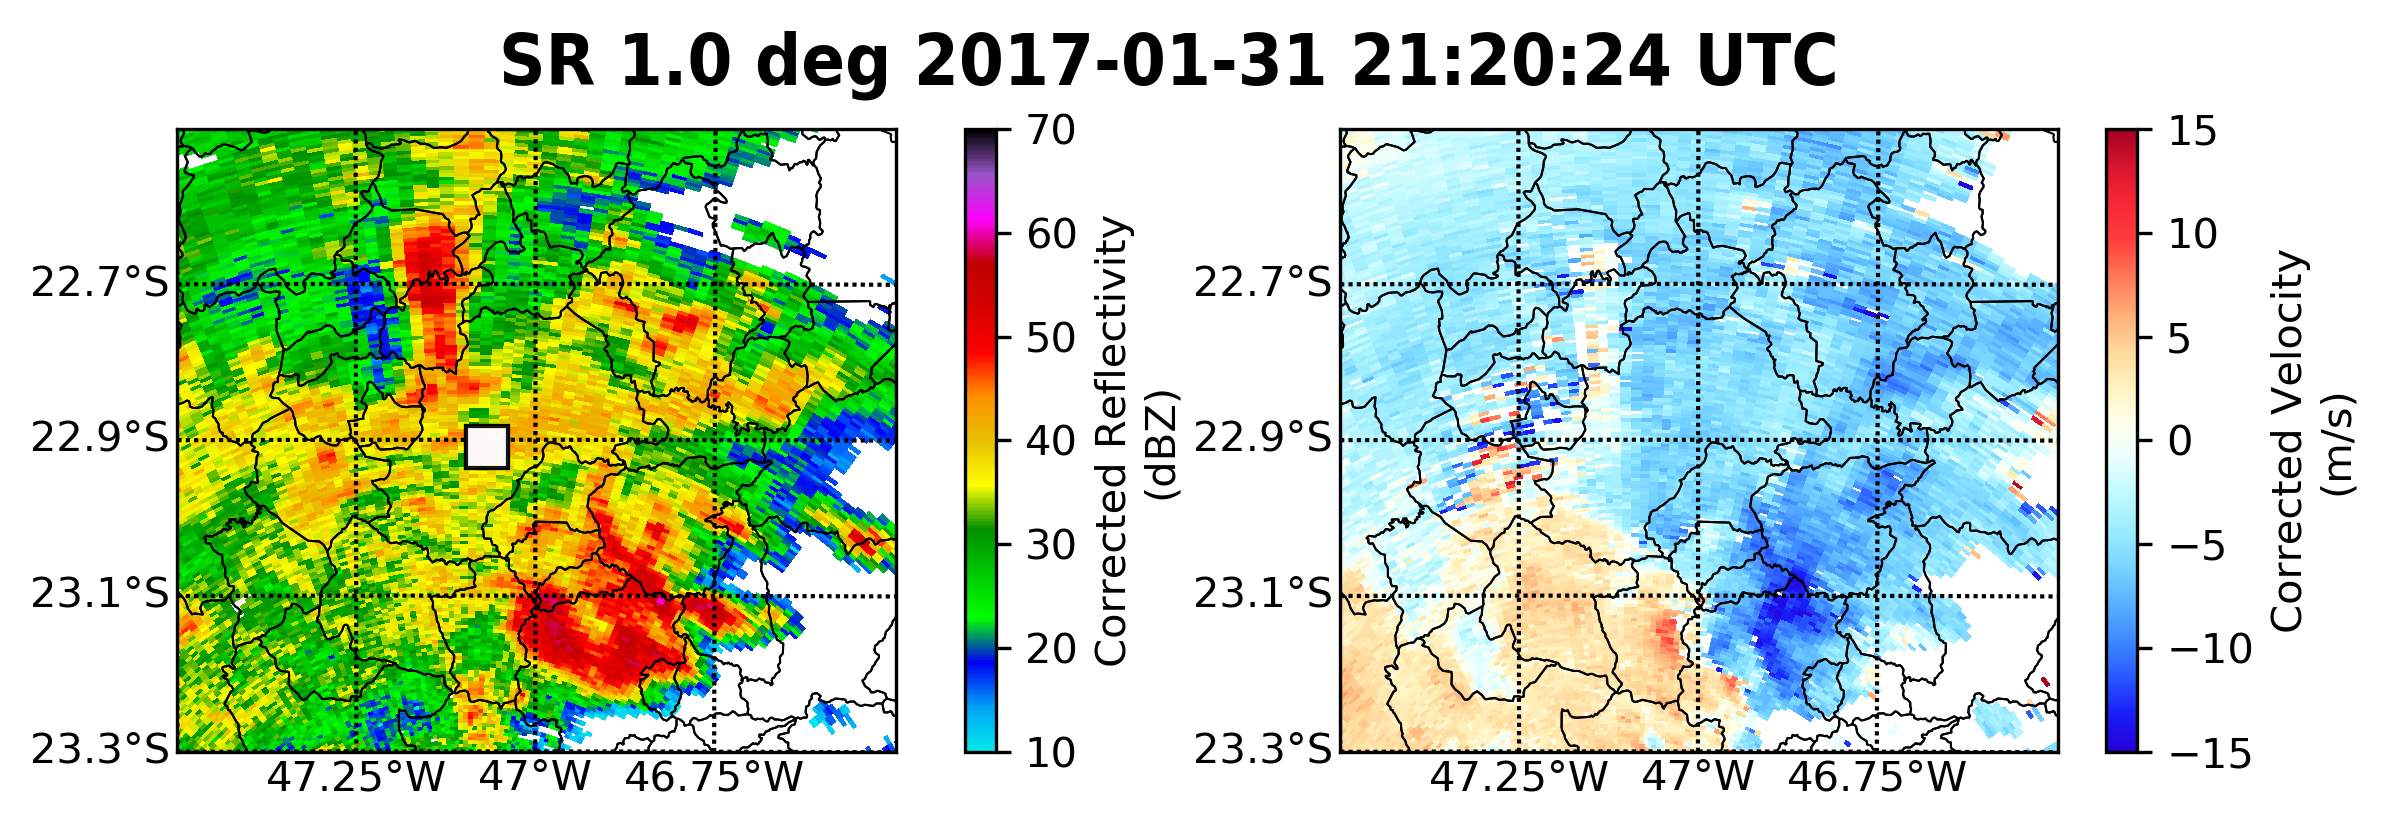 SR 1.0 deg 2017-01-31 21:20:24 UTC
22.7°S
22.9°S
23.1°S
23.3°S
47.25°W
47°W
46.75°W
70
60
50
40
30
20
10
Corrected Reflectivity
(dBZ)
22.7°S
22.9°S
23.1°S
23.3°S
47.25°W
47°W
46.75°W
15
10
5
0
−5
−10
−15
Corrected Velocity
(m/s)